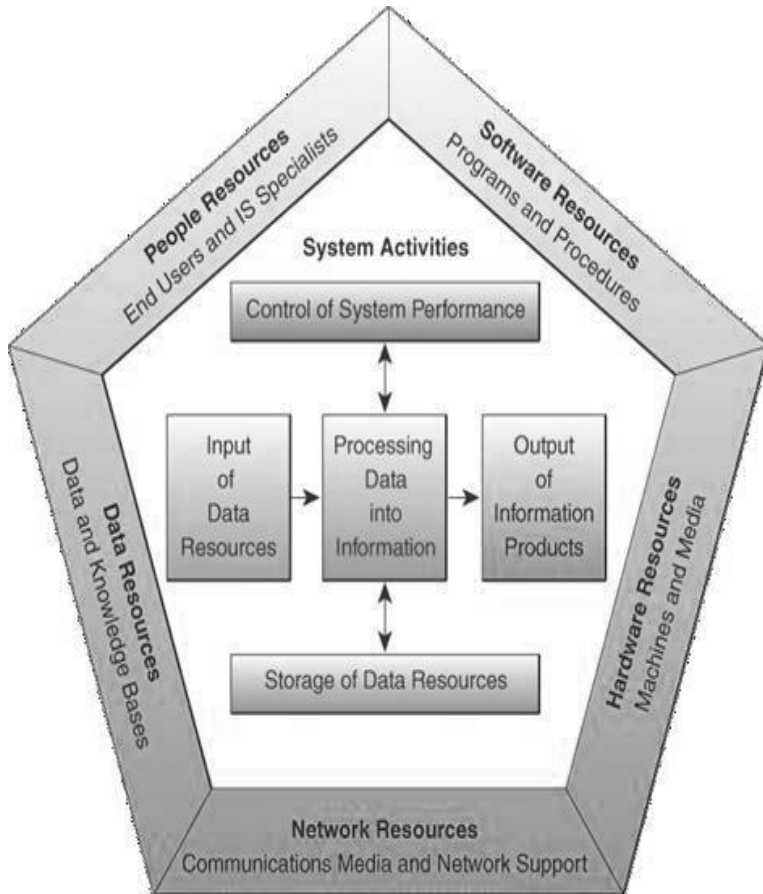 People Resources
End Users and IS Specialists
Software Resources
Programs and Procedures
System Activities
Control of System Performance
Input
of
Data
Resources
Processing
Data
into
Information
Output
of
Information
Products
Storage of Data Resources
Data Resources
Data and Knowledge Bases
Hardware Resources
Machines and Media
Network Resources
Communications Media and Network Support